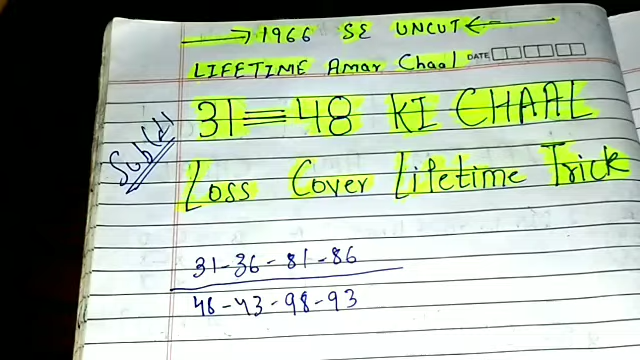 → 1966 SE UNCUT ←
LIFETIME Amar Chaal DATE
31=48 KI CHAAL
Loss Cover Lifetime Trick
31-36-81-86
48-43-98-93